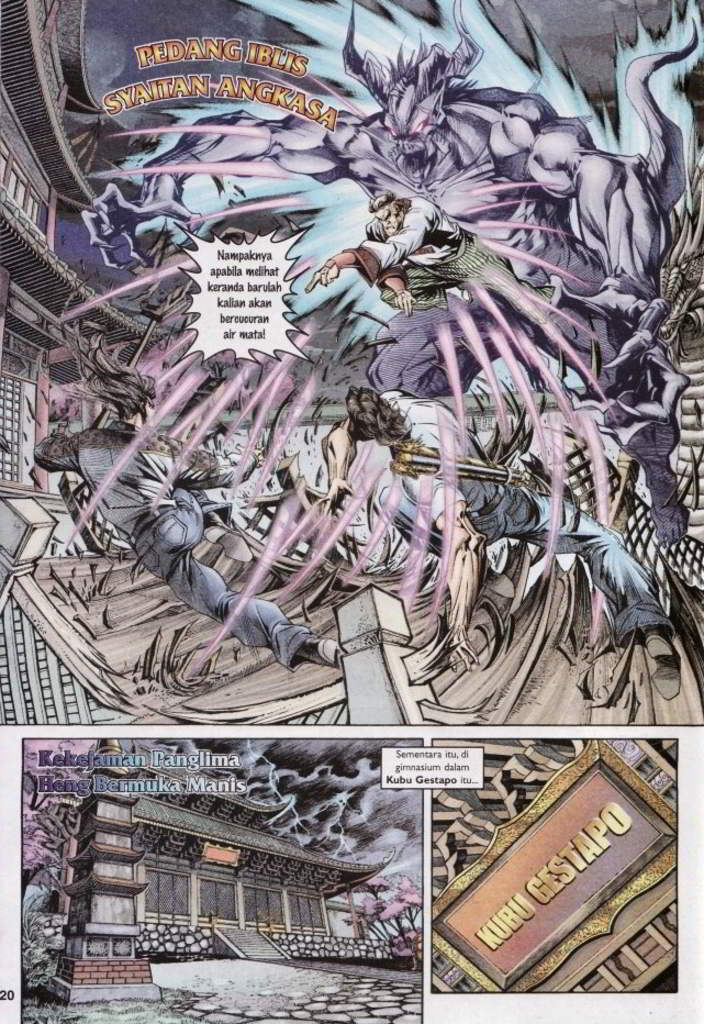 PEDANG IBLIS
SYAITAN ANGKASA
Nampaknya
apabila melihat
keranda barulah
kalian akan
bercucuran
air mata!
Kekejaman Panglima
Heng Bermuka Manis
Sementara itu, di
gimnasium dalam
Kubu Gestapo itu...
KUBU GESTAPO
20